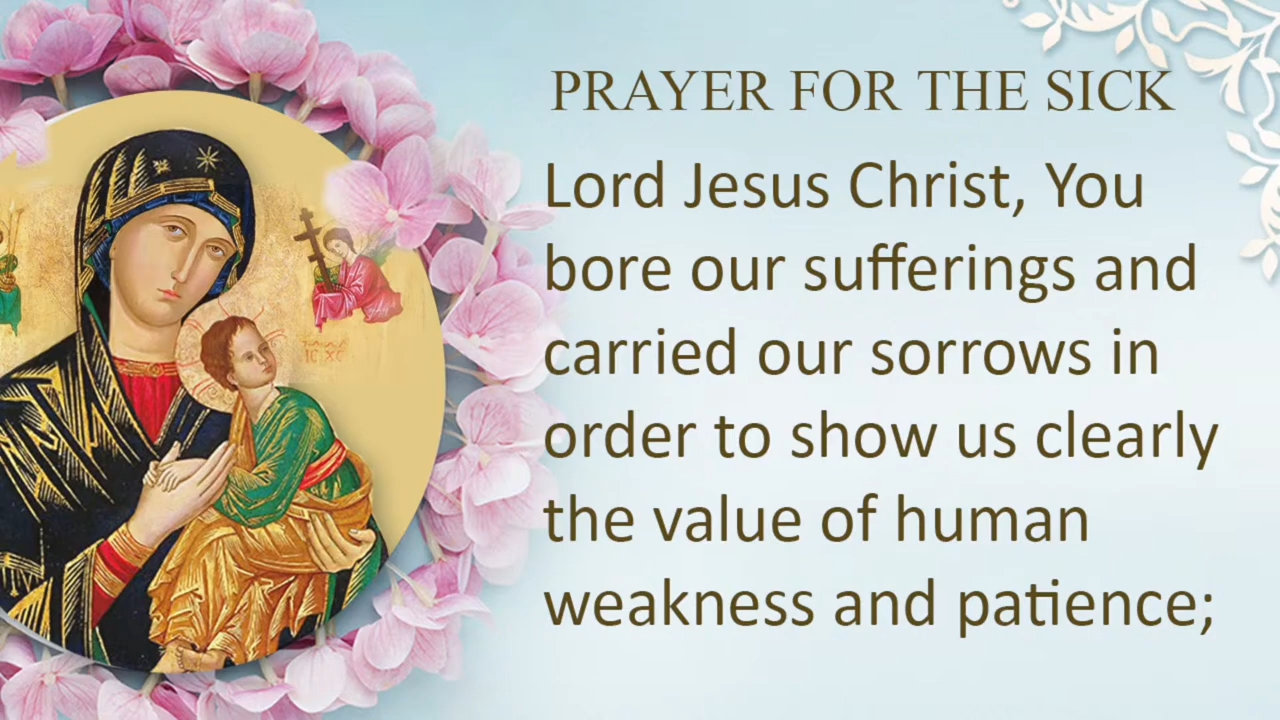 PRAYER FOR THE SICK
Lord Jesus Christ, You
bore our sufferings and
carried our sorrows in
order to show us clearly
the value of human
weakness and patience;
IC XC